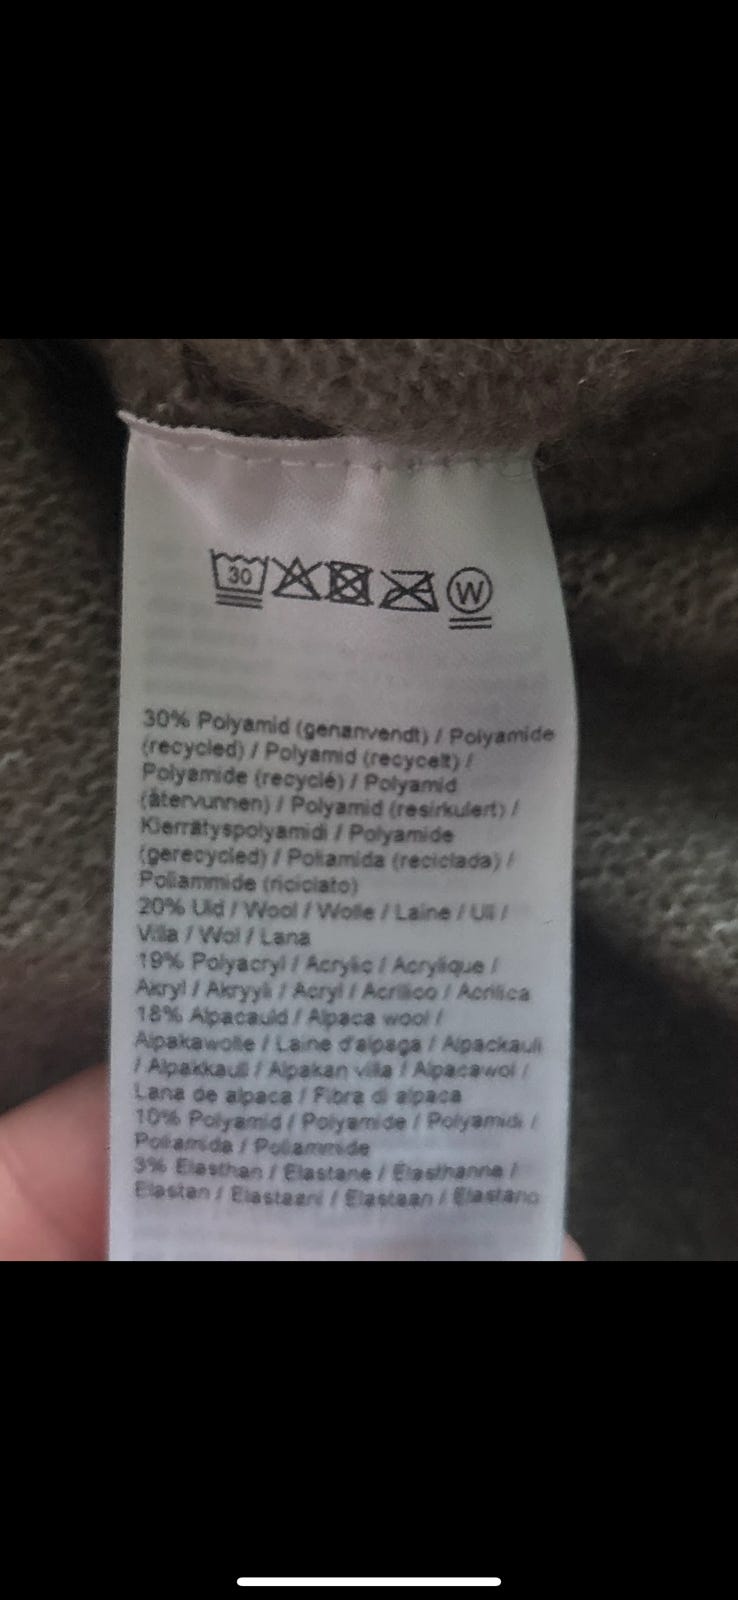 30
W
30% Polyamid (genanvendt) / Polyamide
(recycled) / Polyamid (recycelt) /
Polyamide (recyclé) / Polyamid
(återvunnen) / Polyamid (resirkulert) /
Kierrätyspolyamidi / Polyamide
(gerecycled) / Poliamida (reciclada) /
Poliammide (riciclato)
20% Uld / Wool / Wolle / Laine / Ull /
Villa / Wol / Lana
19% Polyacryl / Acrylic / Acrylique /
Akryl / Akryyli / Acryl / Acrílico / Acrilica
18% Alpacauld / Alpaca wool /
Alpakawolle / Laine d'alpaga / Alpackaull
/ Alpakkaull / Alpakan villa / Alpacawol /
Lana de alpaca / Fibra di alpaca
10% Polyamid / Polyamide / Polyamidi /
Poliamida / Poliammide
3% Elasthan / Elastane / Élasthanne /
Elastan / Elastaani / Elastaan / Elastano